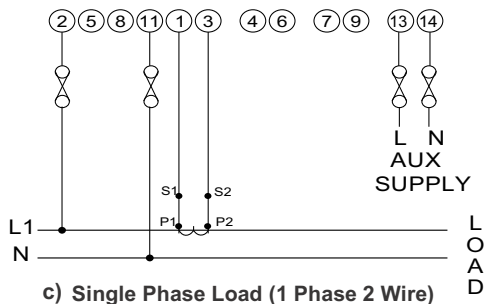 2 5 8 11 1 3 4 6 7 9 13 14
L N
AUX
SUPPLY
S1 S2
P1 P2
L1
N
L
O
A
D
c) Single Phase Load (1 Phase 2 Wire)